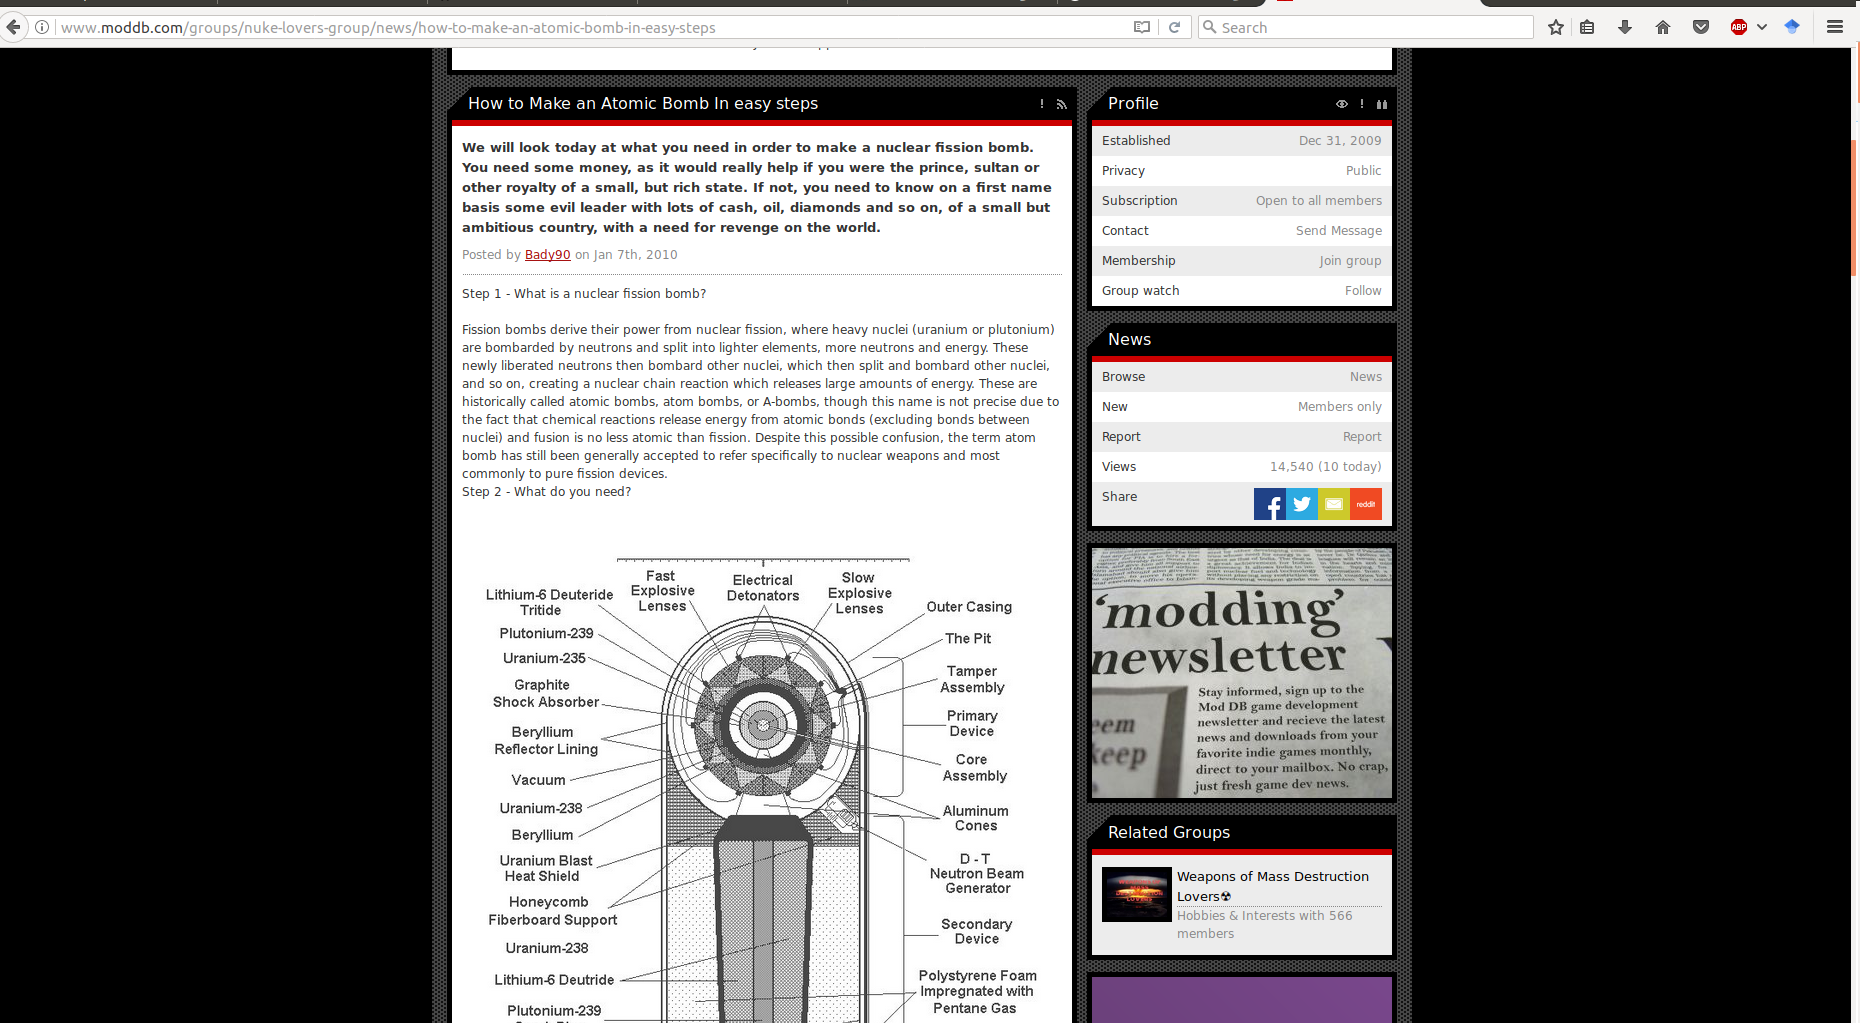 www.moddb.com/groups/nuke-lovers-group/news/how-to-make-an-atomic-bomb-in-easy-steps
Search
ABP
How to Make an Atomic Bomb In easy steps
We will look today at what you need in order to make a nuclear fission bomb.
You need some money, as it would really help if you were the prince, sultan or
other royalty of a small, but rich state. If not, you need to know on a first name
basis some evil leader with lots of cash, oil, diamonds and so on, of a small but
ambitious country, with a need for revenge on the world.
Posted by Bady90 on Jan 7th, 2010
Step 1 - What is a nuclear fission bomb?
Fission bombs derive their power from nuclear fission, where heavy nuclei (uranium or plutonium)
are bombarded by neutrons and split into lighter elements, more neutrons and energy. These
newly liberated neutrons then bombard other nuclei, which then split and bombard other nuclei,
and so on, creating a nuclear chain reaction which releases large amounts of energy. These are
historically called atomic bombs, atom bombs, or A-bombs, though this name is not precise due to
the fact that chemical reactions release energy from atomic bonds (excluding bonds between
nuclei) and fusion is no less atomic than fission. Despite this possible confusion, the term atom
bomb has still been generally accepted to refer specifically to nuclear weapons and most
commonly to pure fission devices.
Step 2 - What do you need?
Fast
Explosive
Lenses
Electrical
Detonators
Slow
Explosive
Lenses
Lithium-6 Deuteride
Tritide
Plutonium-239
Uranium-235
Graphite
Shock Absorber
Beryllium
Reflector Lining
Vacuum
Uranium-238
Beryllium
Uranium Blast
Heat Shield
Honeycomb
Fiberboard Support
Uranium-238
Lithium-6 Deutride
Plutonium-239
Outer Casing
The Pit
Tamper
Assembly
Primary
Device
Core
Assembly
Aluminum
Cones
D - T
Neutron Beam
Generator
Secondary
Device
Polystyrene Foam
Impregnated with
Pentane Gas
Profile
Established Dec 31, 2009
Privacy Public
Subscription Open to all members
Contact Send Message
Membership Join group
Group watch Follow
News
Browse News
New Members only
Report Report
Views 14,540 (10 today)
Share
reddit
'modding'
newsletter
Stay informed, sign up to the
Mod DB game development
newsletter and recieve the latest
news and downloads from your
favorite indie games monthly,
direct to your mailbox. No crap,
just fresh game dev news.
eem
keep
Related Groups
Weapons of Mass Destruction
Lovers☢
Hobbies & Interests with 566
members